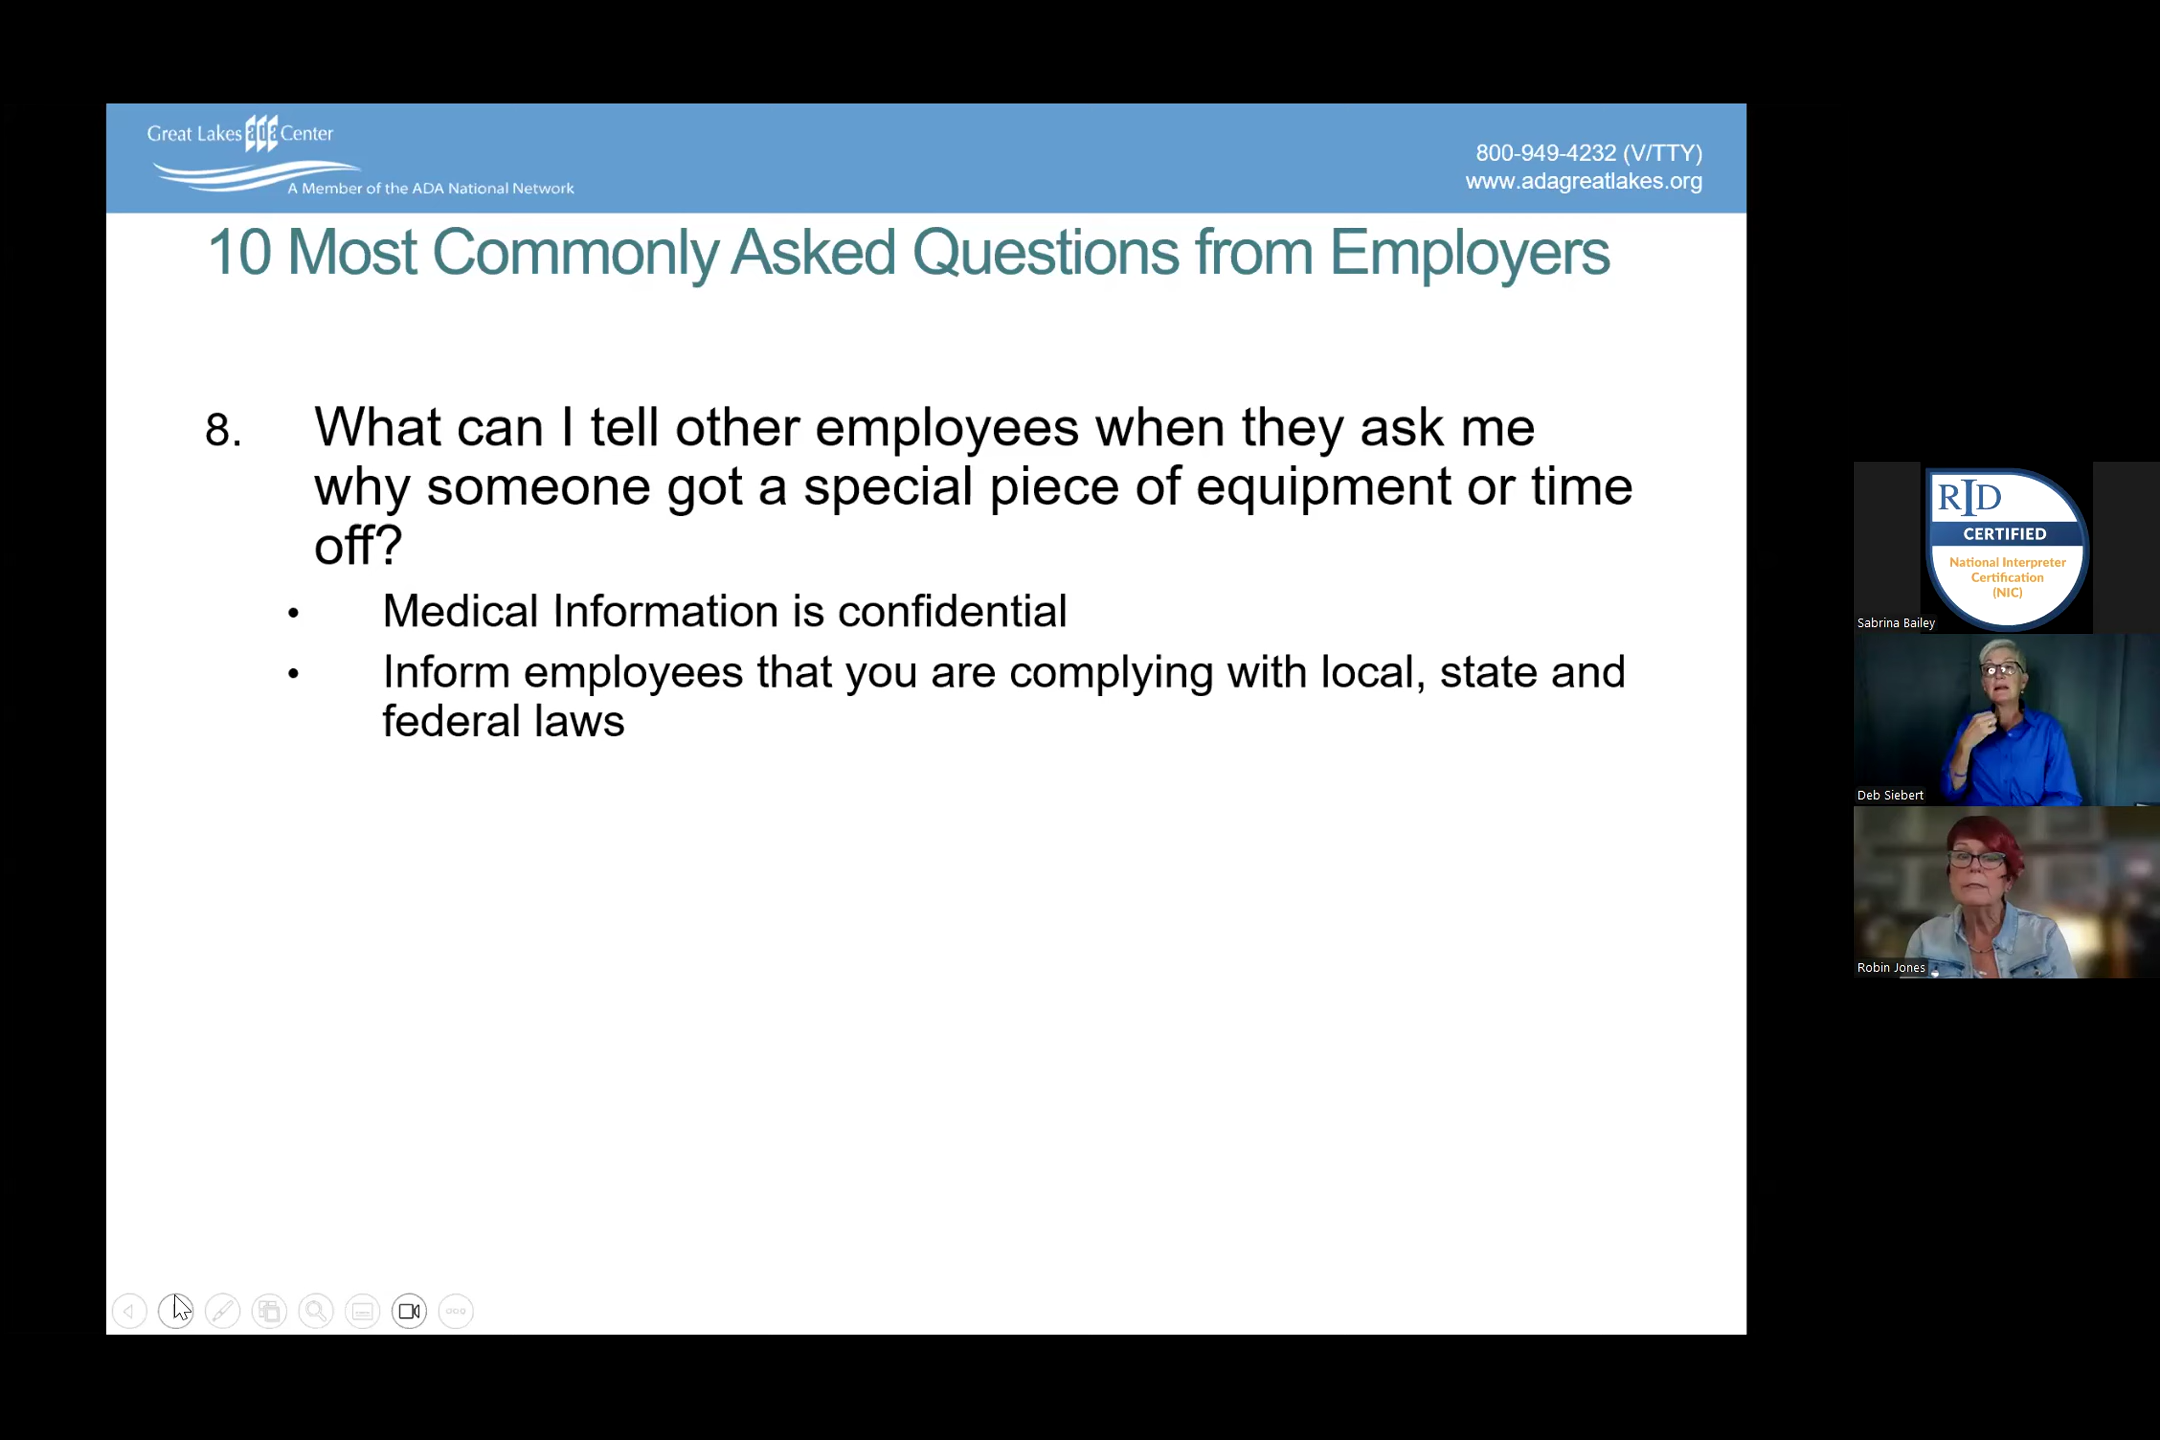 Great Lakes ada Center
A Member of the ADA National Network
800-949-4232 (V/TTY)
www.adagreatlakes.org
10 Most Commonly Asked Questions from Employers
8. What can I tell other employees when they ask me
why someone got a special piece of equipment or time
off?
• Medical Information is confidential
• Inform employees that you are complying with local, state and
federal laws
RID
CERTIFIED
National Interpreter
Certification
(NIC)
Sabrina Bailey
Deb Siebert
Robin Jones